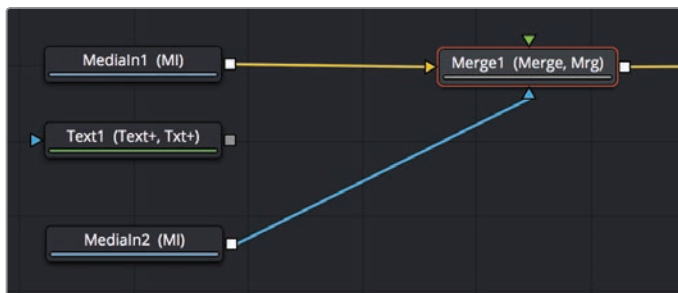 MediaIn1 (MI)
Merge1 (Merge, Mrg)
Text1 (Text+, Txt+)
MediaIn2 (MI)